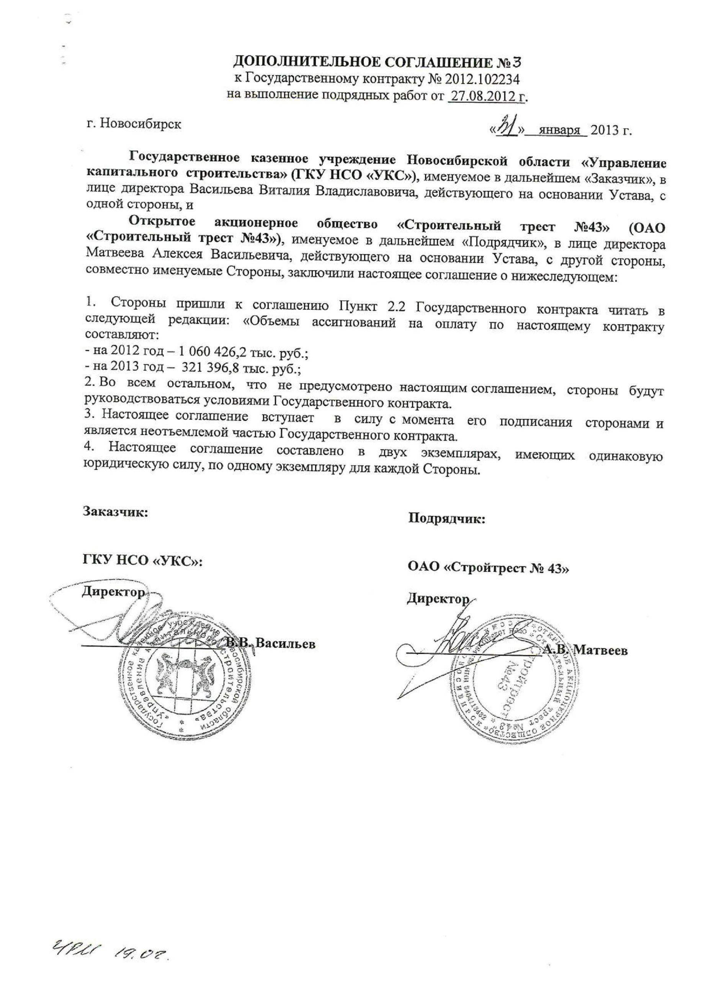 ДОПОЛНИТЕЛЬНОЕ СОГЛАШЕНИЕ №3
к Государственному контракту № 2012.102234
на выполнение подрядных работ от 27.08.2012 г.
г. Новосибирск
«31» января 2013 г.
Государственное казенное учреждение Новосибирской области «Управление
капитального строительства» (ГКУ НСО «УКС»), именуемое в дальнейшем «Заказчик», в
лице директора Васильева Виталия Владиславовича, действующего на основании Устава, с
одной стороны, и
Открытое акционерное общество «Строительный трест №43» (ОАО
«Строительный трест №43»), именуемое в дальнейшем «Подрядчик», в лице директора
Матвеева Алексея Васильевича, действующего на основании Устава, с другой стороны,
совместно именуемые Стороны, заключили настоящее соглашение о нижеследующем:
1. Стороны пришли к соглашению Пункт 2.2 Государственного контракта читать в
следующей редакции: «Объемы ассигнований на оплату по настоящему контракту
составляют:
- на 2012 год – 1 060 426,2 тыс. руб.;
- на 2013 год – 321 396,8 тыс. руб.;
2. Во всем остальном, что не предусмотрено настоящим соглашением, стороны будут
руководствоваться условиями Государственного контракта.
3. Настоящее соглашение вступает в силу с момента его подписания сторонами и
является неотъемлемой частью Государственного контракта.
4. Настоящее соглашение составлено в двух экземплярах, имеющих одинаковую
юридическую силу, по одному экземпляру для каждой Стороны.
Заказчик:
Подрядчик:
ГКУ НСО «УКС»:
ОАО «Стройтрест № 43»
Директор
Директор
В.В. Васильев
А.В. Матвеев
Государственное казенное учреждение Новосибирской области
«Управление капитального строительства»
ОТКРЫТОЕ АКЦИОНЕРНОЕ ОБЩЕСТВО
Строительный трест №43
ИНН 5404113432
Стройтрест
№43
19.02.